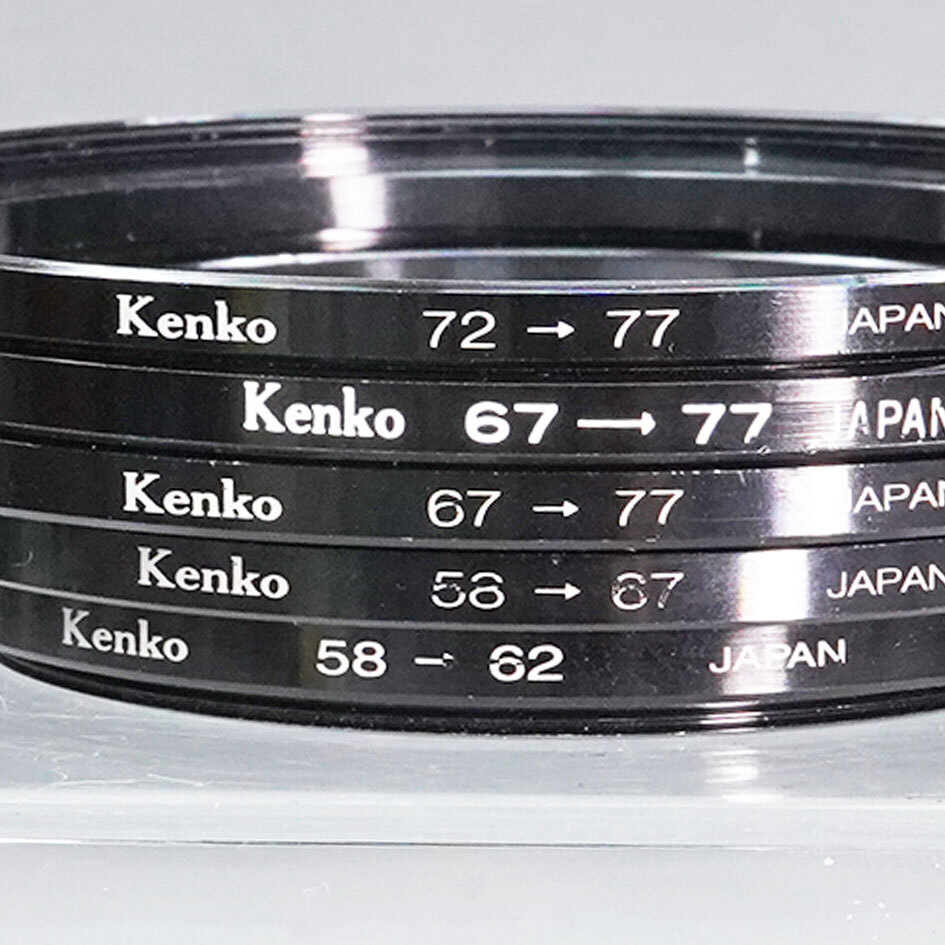 Kenko 72 → 77 JAPAN
Kenko 67 → 77 JAPAN
Kenko 67 → 77 JAPAN
Kenko 58 → 67 JAPAN
Kenko 58 → 62 JAPAN